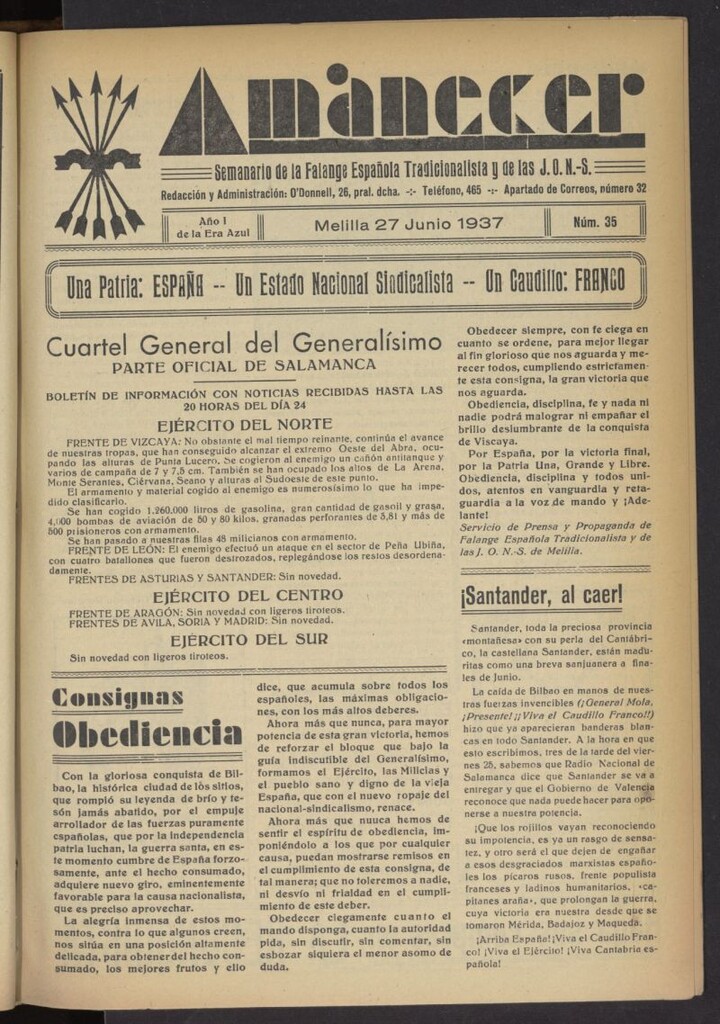 Amànecer
Semanario de la Falange Española Tradicionalista y de las J. O. N.-S.
Redacción y Administración: O'Donnell, 26, pral. dcha. -:- Teléfono, 465 -:- Apartado de Correos, número 32
Año I
de la Era Azul
Melilla 27 Junio 1937
Núm. 35
Una Patria: ESPAÑA -- Un Estado Nacional Sindicalista -- Un Caudillo: FRANCO
Cuartel General del Generalísimo
PARTE OFICIAL DE SALAMANCA
BOLETÍN DE INFORMACIÓN CON NOTICIAS RECIBIDAS HASTA LAS
20 HORAS DEL DÍA 24
EJÉRCITO DEL NORTE
FRENTE DE VIZCAYA: No obstante el mal tiempo reinante, continúa el avance
de nuestras tropas, que han conseguido alcanzar el extremo Oeste del Abra, ocu-
pando las alturas de Punta Lucero. Se cogieron al enemigo un cañón antitanque y
varios de campaña de 7 y 7,5 cm. También se han ocupado los altos de La Arena,
Monte Serantes, Ciérvana, Seano y alturas al Sudoeste de este punto.
El armamento y material cogido al enemigo es numerosísimo lo que ha impe-
dido clasificarlo.
Se han cogido 1.260.000 litros de gasolina, gran cantidad de gasoil y grasa,
4.000 bombas de aviación de 50 y 80 kilos, granadas perforantes de 3,81 y más de
500 prisioneros con armamento.
Se han pasado a nuestras filas 48 milicianos con armamento.
FRENTE DE LEÓN: El enemigo efectuó un ataque en el sector de Peña Ubiña,
con cuatro batallones que fueron destrozados, replegándose los restos desordena-
damente.
FRENTES DE ASTURIAS Y SANTANDER: Sin novedad.
EJÉRCITO DEL CENTRO
FRENTE DE ARAGÓN: Sin novedad con ligeros tiroteos.
FRENTES DE AVILA, SORIA Y MADRID: Sin novedad.
EJÉRCITO DEL SUR
Sin novedad con ligeros tiroteos.
Consignas
Obediencia
Con la gloriosa conquista de Bil-
bao, la histórica ciudad de los sitios,
que rompió su leyenda de brío y te-
són jamás abatido, por el empuje
arrollador de las fuerzas puramente
españolas, que por la independencia
patria luchan, la guerra santa, en es-
te momento cumbre de España forzo-
samente, ante el hecho consumado,
adquiere nuevo giro, eminentemente
favorable para la causa nacionalista,
que es preciso aprovechar.
La alegría inmensa de estos mo-
mentos, contra lo que algunos creen,
nos sitúa en una posición altamente
delicada, para obtener del hecho con-
sumado, los mejores frutos y ello
dice, que acumula sobre todos los
españoles, las máximas obligacio-
nes, con los más altos deberes.
Ahora más que nunca, para mayor
potencia de esta gran victoria, hemos
de reforzar el bloque que bajo la
guía indiscutible del Generalísimo,
formamos el Ejército, las Milicias y
el pueblo sano y digno de la vieja
España, que con el nuevo ropaje del
nacional-sindicalismo, renace.
Ahora más que nuuca hemos de
sentir el espíritu de obediencia, im-
poniéndolo a los que por cualquier
causa, puedan mostrarse remisos en
el cumplimiento de esta consigna, de
tal manera; que no toleremos a nadie,
ni desvío ni frialdad en el cumpli-
miento de este deber.
Obedecer ciegamente cuanto el
mando disponga, cuanto la autoridad
pida, sin discutir, sin comentar, sin
esbozar siquiera el menor asomo de
duda.
Obedecer siempre, con fe ciega en
cuanto se ordene, para mejor llegar
al fin glorioso que nos aguarda y me-
recer todos, cumpliendo estrictamen-
te esta consigna, la gran victoria que
nos aguarda.
Obediencia, disciplina, fe y nada ni
nadie podrá malograr ni empañar el
brillo deslumbrante de la conquista
de Viscaya.
Por España, por la victoria final,
por la Patria Una, Grande y Libre.
Obediencia, disciplina y todos uni-
dos, atentos en vanguardia y reta-
guardia a la voz de mando y ¡Ade-
lante!
Servicio de Prensa y Propaganda de
Falange Española Tradicionalista y de
las J. O. N.-S. de Melilla.
¡Santander, al caer!
Santander, toda la preciosa provincia
«montañesa» con su perla del Cantábri-
co, la castellana Santander, están madu-
ritas como una breva sanjuanera a fina-
les de Junio.
La caída de Bilbao en manos de nues-
tras fuerzas invencibles (¡General Mola,
¡Presente! ¡¡Viva el Caudillo Franco!!)
hizo que ya aparecieran banderas blan-
cas en todo Santander. A la hora en que
esto escribimos, tres de la tarde del vier-
nes 25, sabemos que Radio Nacional de
Salamanca dice que Santander se va a
entregar y que el Gobierno de Valencia
reconoce que nada puede hacer para opo-
nerse a nuestra potencia.
¡Que los rojillos vayan reconociendo
su impotencia, es ya un rasgo de sensa-
tez, y otro será el que dejen de engañar
a esos desgraciados marxistas españo-
les los pícaros rusos, frente populista
franceses y ladinos humanitarios, «ca-
pitanes araña», que prolongan la guerra,
cuya victoria era nuestra desde que se
tomaron Mérida, Badajoz y Maqueda.
¡Arriba España! ¡Viva el Caudillo Fran-
co! ¡Viva el Ejército! ¡Viva Cantabria es-
pañola!